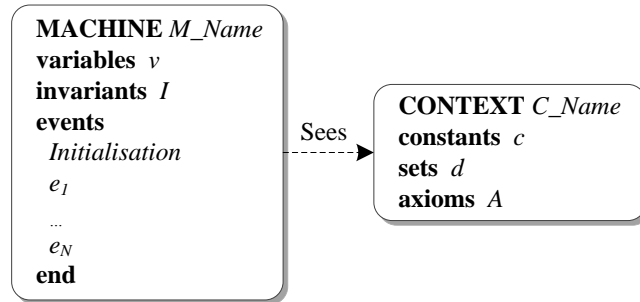 MACHINE M_Name
variables v
invariants I
events
Initialisation
e1
...
eN
end
Sees
CONTEXT C_Name
constants c
sets d
axioms A